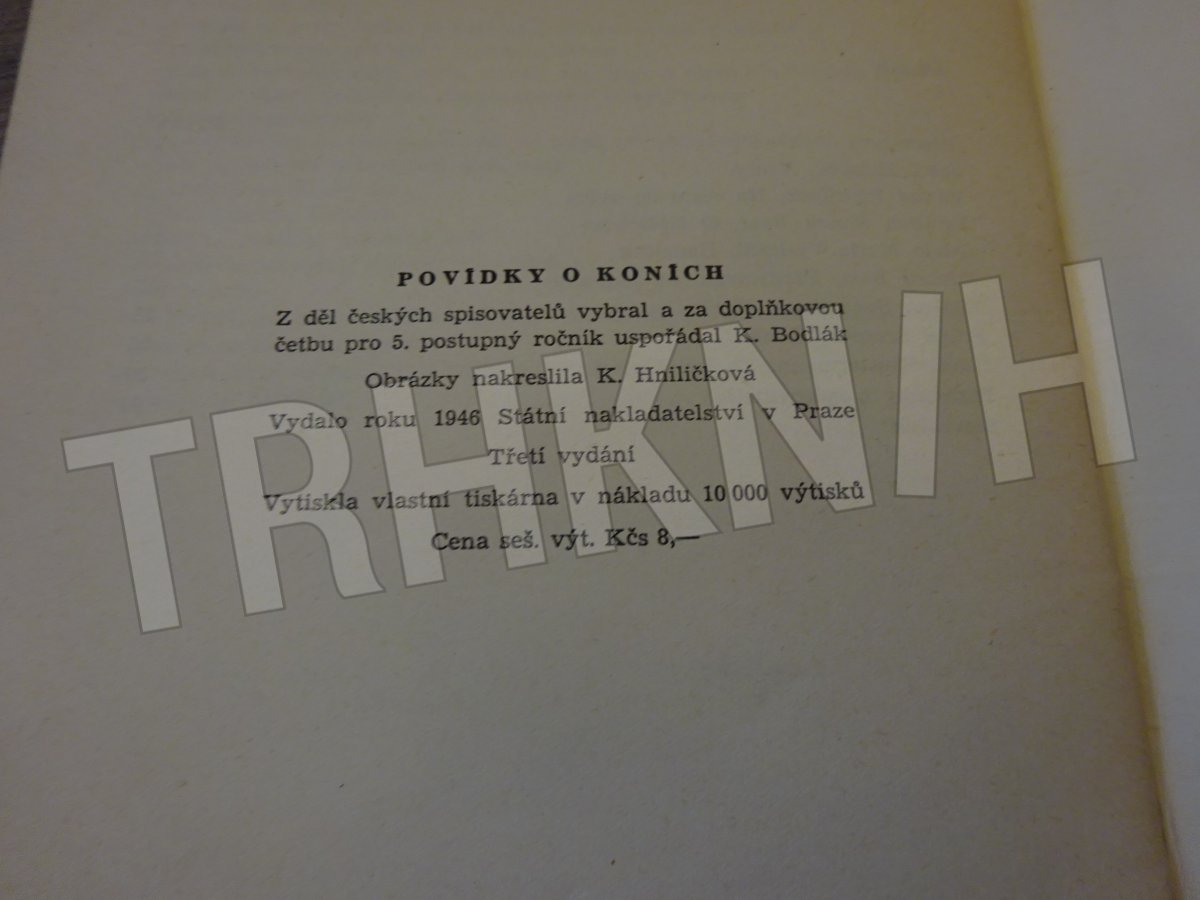 POVÍDKY O KONÍCH
Z děl českých spisovatelů vybral a za doplňkovou
četbu pro 5. postupný ročník uspořádal K. Bodlák
Obrázky nakreslila K. Hniličková
Vydalo roku 1946 Státní nakladatelství v Praze
Třetí vydání
Vytiskla vlastní tiskárna v nákladu 10 000 výtisků
Cena seš. výt. Kčs 8,—
TRHKNIH